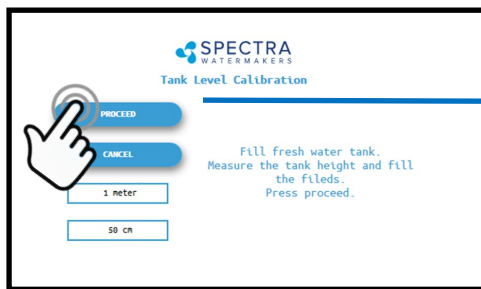 SPECTRA
WATERMAKERS
Tank Level Calibration
PROCEED
CANCEL
1 meter
50 cm
Fill fresh water tank.
Measure the tank height and fill
the fileds.
Press proceed.